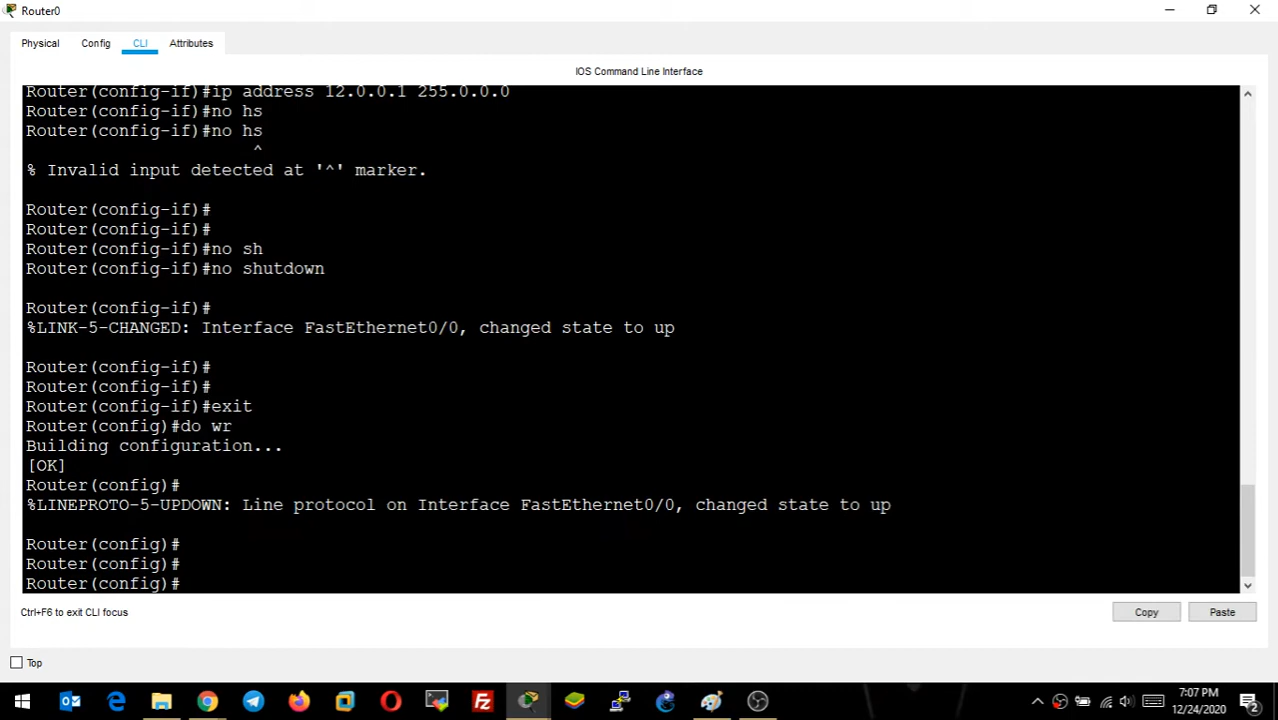 Router0
Physical Config CLI Attributes
IOS Command Line Interface
Router(config-if)#ip address 12.0.0.1 255.0.0.0
Router(config-if)#no hs
Router(config-if)#no hs
^
% Invalid input detected at '^' marker.
Router(config-if)#
Router(config-if)#
Router(config-if)#no sh
Router(config-if)#no shutdown
Router(config-if)#
%LINK-5-CHANGED: Interface FastEthernet0/0, changed state to up
Router(config-if)#
Router(config-if)#
Router(config-if)#exit
Router(config)#do wr
Building configuration...
[OK]
Router(config)#
%LINEPROTO-5-UPDOWN: Line protocol on Interface FastEthernet0/0, changed state to up
Router(config)#
Router(config)#
Router(config)#
Ctrl+F6 to exit CLI focus
Copy Paste
Top
7:07 PM
12/24/2020
2